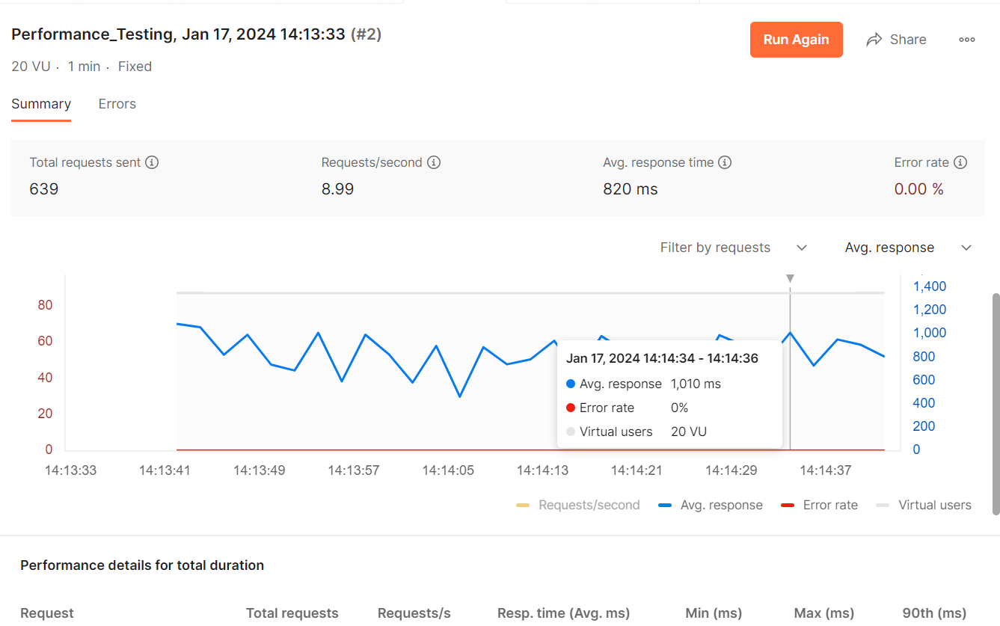 Performance_Testing, Jan 17, 2024 14:13:33 (#2)
Run Again
Share
20 VU · 1 min · Fixed
Summary Errors
Total requests sent Requests/second Avg. response time Error rate
639 8.99 820 ms 0.00 %
Filter by requests Avg. response
1,400
80
1,200
60
1,000
800
40
600
400
20
200
0 0
Jan 17, 2024 14:14:34 - 14:14:36
Avg. response 1,010 ms
Error rate 0%
Virtual users 20 VU
14:13:33 14:13:41 14:13:49 14:13:57 14:14:05 14:14:13 14:14:21 14:14:29 14:14:37
Requests/second Avg. response Error rate Virtual users
Performance details for total duration
Request Total requests Requests/s Resp. time (Avg. ms) Min (ms) Max (ms) 90th (ms)